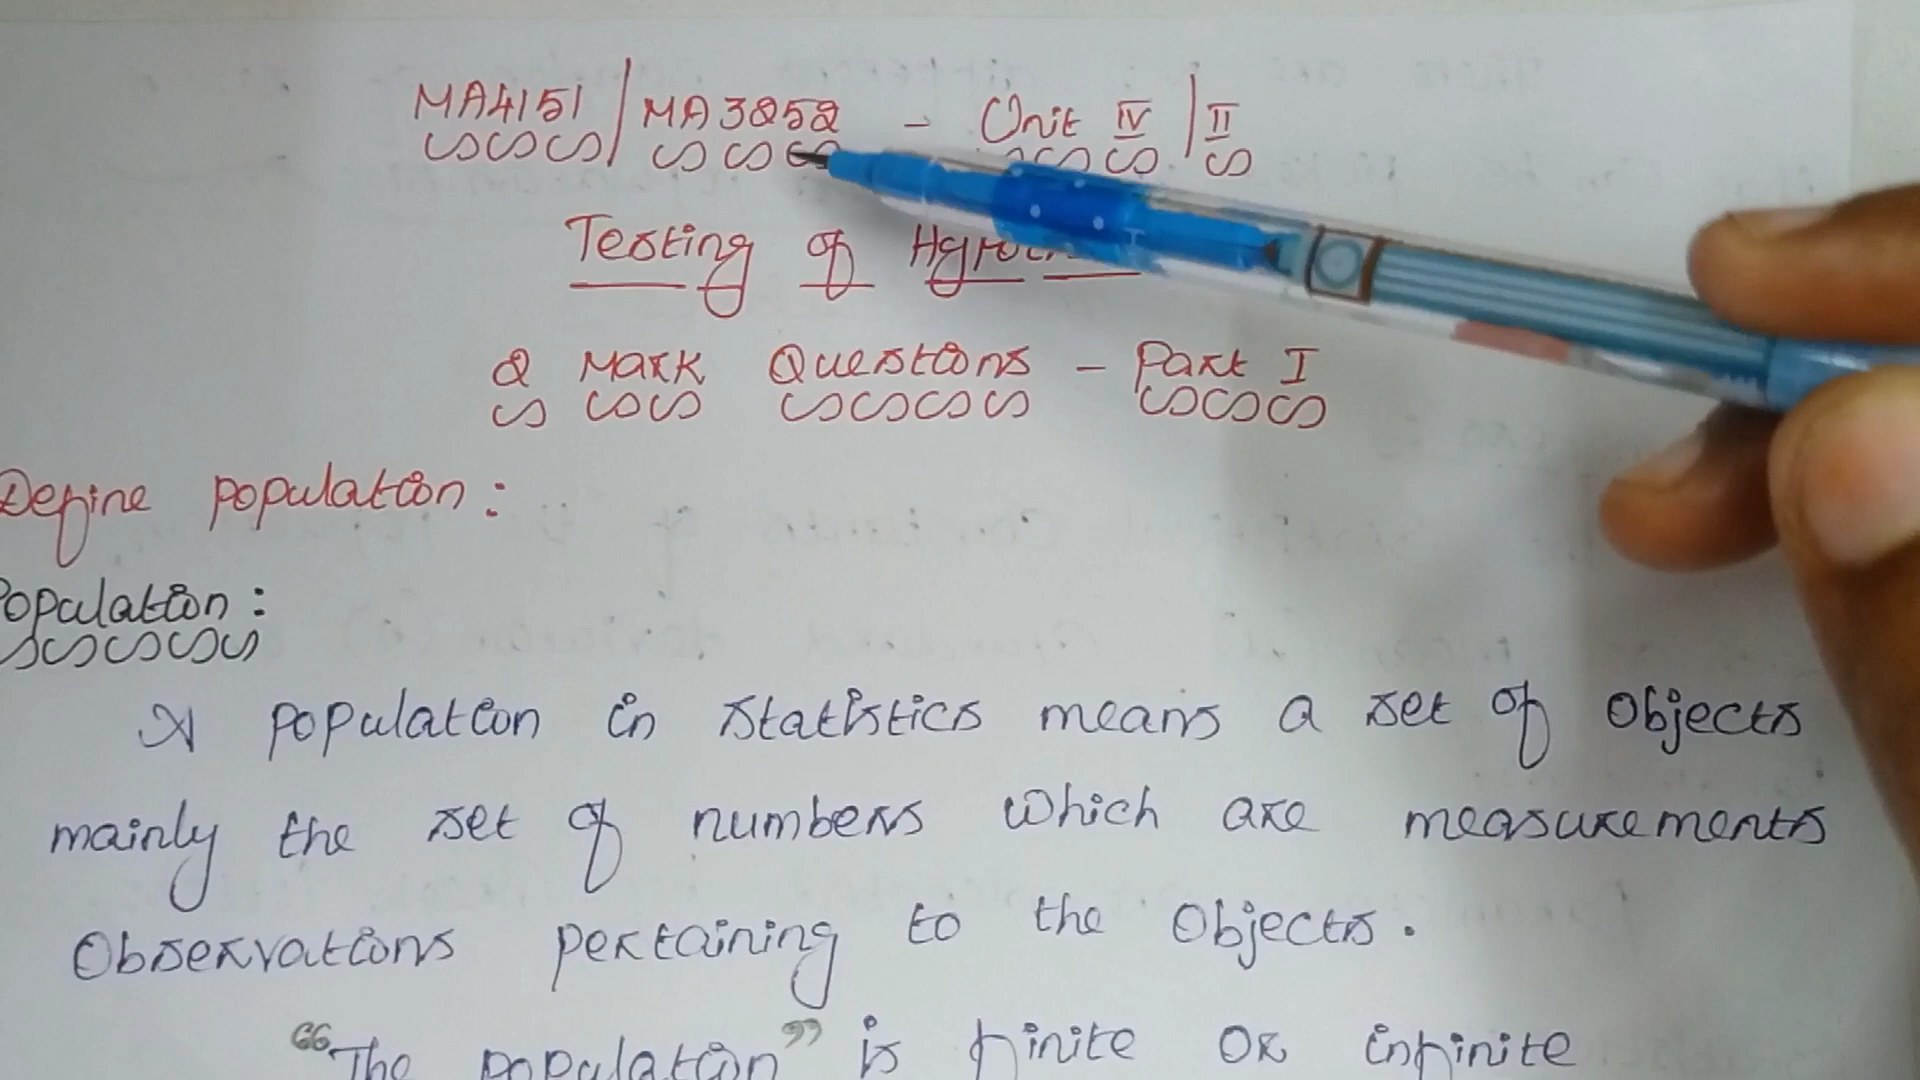 MA4151/MA3252 - Unit IV/II
Testing of
2 Mark Questions - Part I
Define population:
Population:
A population in statistics means a set of objects
mainly the set of numbers which are measurements
Observations pertaining to the Objects.
"The population" is finite or infinite